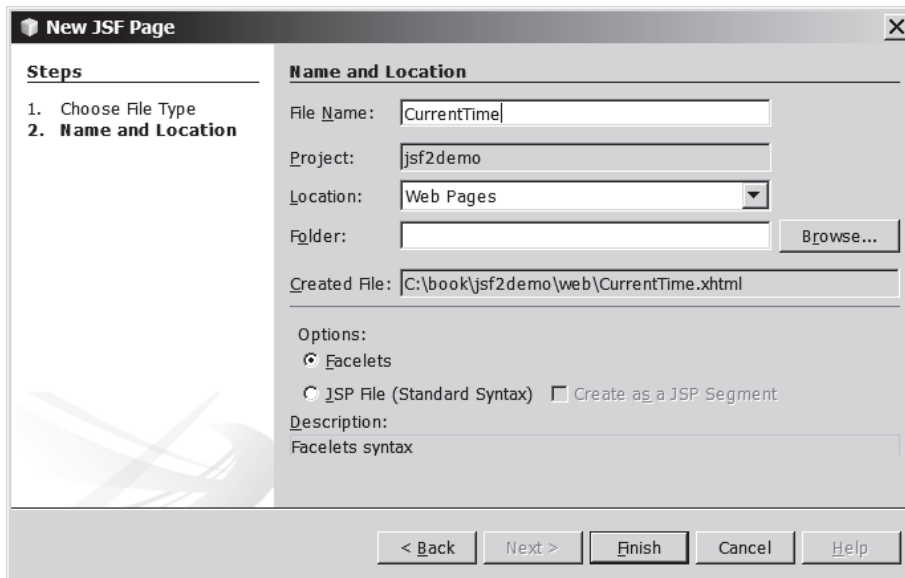 New JSF Page
Steps
1. Choose File Type
2. Name and Location
Name and Location
File Name: CurrentTime
Project: jsf2demo
Location: Web Pages
Folder: Browse...
Created File: C:\book\jsf2demo\web\CurrentTime.xhtml
Options:
Facelets
JSP File (Standard Syntax) Create as a JSP Segment
Description:
Facelets syntax
< Back Next > Finish Cancel Help